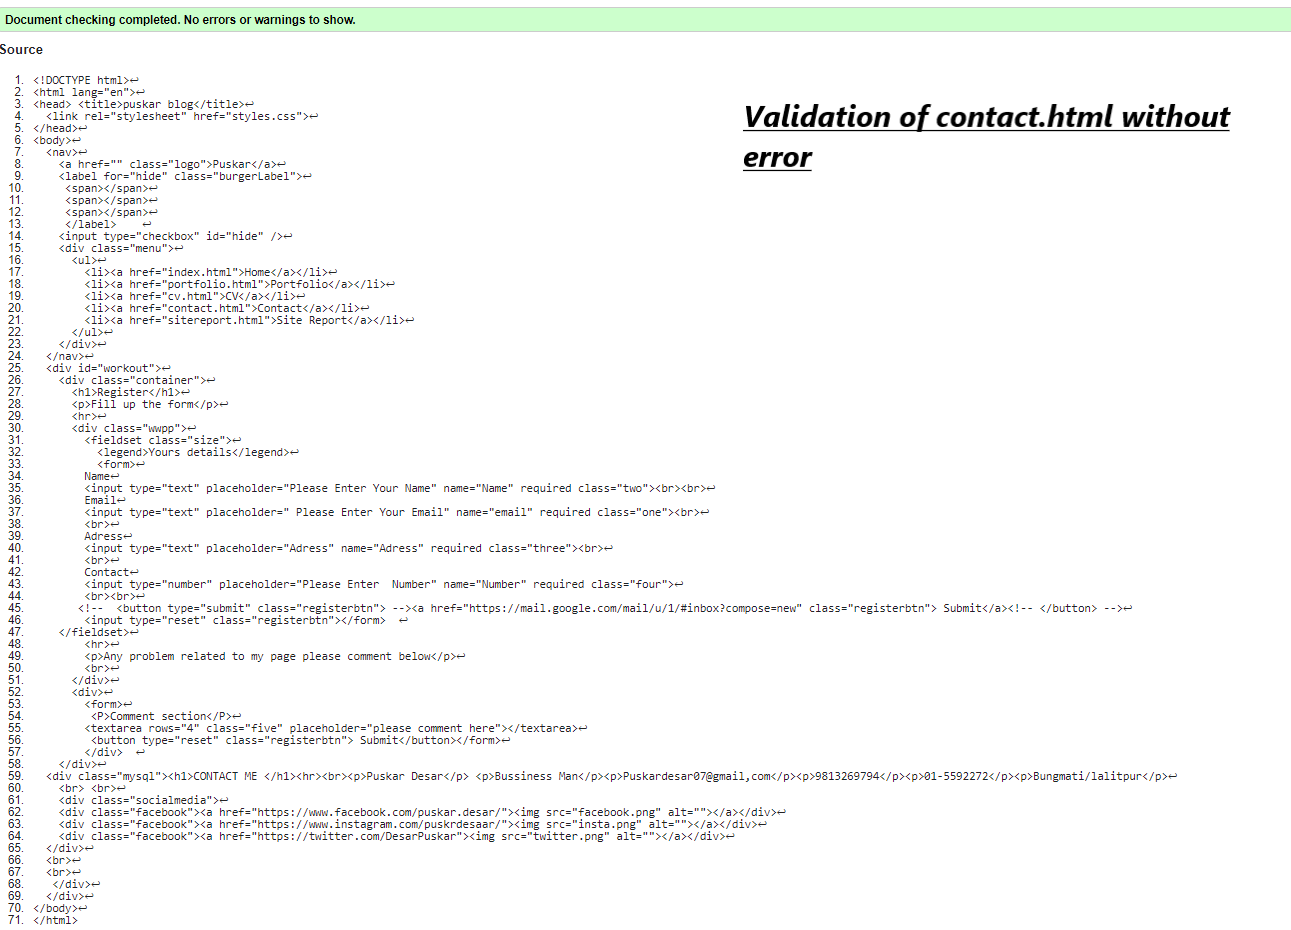 Document checking completed. No errors or warnings to show.
Source
Validation of contact.html without
error
1. <!DOCTYPE html>↩
2. <html lang="en">↩
3. <head> <title>puskar blog</title>↩
4. <link rel="stylesheet" href="styles.css">↩
5. </head>↩
6. <body>↩
7. <nav>↩
8. <a href="" class="logo">Puskar</a>↩
9. <label for="hide" class="burgerLabel">↩
10. <span></span>↩
11. <span></span>↩
12. <span></span>↩
13. </label> ↩
14. <input type="checkbox" id="hide" />↩
15. <div class="menu">↩
16. <ul>↩
17. <li><a href="index.html">Home</a></li>↩
18. <li><a href="portfolio.html">Portfolio</a></li>↩
19. <li><a href="cv.html">CV</a></li>↩
20. <li><a href="contact.html">Contact</a></li>↩
21. <li><a href="sitereport.html">Site Report</a></li>↩
22. </ul>↩
23. </div>↩
24. </nav>↩
25. <div id="workout">↩
26. <div class="container">↩
27. <h1>Register</h1>↩
28. <p>Fill up the form</p>↩
29. <hr>↩
30. <div class="wwpp">↩
31. <fieldset class="size">↩
32. <legend>Yours details</legend>↩
33. <form>↩
34. Name↩
35. <input type="text" placeholder="Please Enter Your Name" name="Name" required class="two"><br><br>↩
36. Email↩
37. <input type="text" placeholder=" Please Enter Your Email" name="email" required class="one"><br>↩
38. <br>↩
39. Adress↩
40. <input type="text" placeholder="Adress" name="Adress" required class="three"><br>↩
41. <br>↩
42. Contact↩
43. <input type="number" placeholder="Please Enter  Number" name="Number" required class="four">↩
44. <br><br>↩
45. <!--  <button type="submit" class="registerbtn"> --><a href="https://mail.google.com/mail/u/1/#inbox?compose=new" class="registerbtn"> Submit</a><!-- </button> -->↩
46. <input type="reset" class="registerbtn"></form>  ↩
47. </fieldset>↩
48. <hr>↩
49. <p>Any problem related to my page please comment below</p>↩
50. <br>↩
51. </div>↩
52. <div>↩
53. <form>↩
54. <P>Comment section</P>↩
55. <textarea rows="4" class="five" placeholder="please comment here"></textarea>↩
56. <button type="reset" class="registerbtn"> Submit</button></form>↩
57. </div>  ↩
58. </div>↩
59. <div class="mysql"><h1>CONTACT ME </h1><hr><br><p>Puskar Desar</p> <p>Bussiness Man</p><p>Puskardesar07@gmail,com</p><p>9813269794</p><p>01-5592272</p><p>Bungmati/lalitpur</p>↩
60. <br> <br>↩
61. <div class="socialmedia">↩
62. <div class="facebook"><a href="https://www.facebook.com/puskar.desar/"><img src="facebook.png" alt=""></a></div>↩
63. <div class="facebook"><a href="https://www.instagram.com/puskrdesaar/"><img src="insta.png" alt=""></a></div>↩
64. <div class="facebook"><a href="https://twitter.com/DesarPuskar"><img src="twitter.png" alt=""></a></div>↩
65. </div>↩
66. <br>↩
67. <br>↩
68. </div>↩
69. </div>↩
70. </body>↩
71. </html>